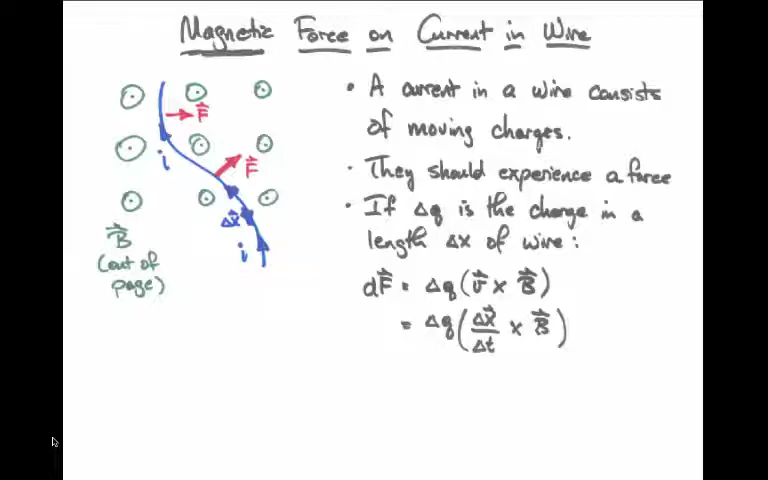 Magnetic Force on Current in Wire
F⃗
i
F⃗
Δx⃗
i
B⃗
(out of
page)
• A current in a wire consists
of moving charges.
• They should experience a force
• If Δq is the charge in a
length Δx of wire:
dF⃗ = Δq(v⃗ × B⃗)
= Δq(Δx⃗/Δt × B⃗)